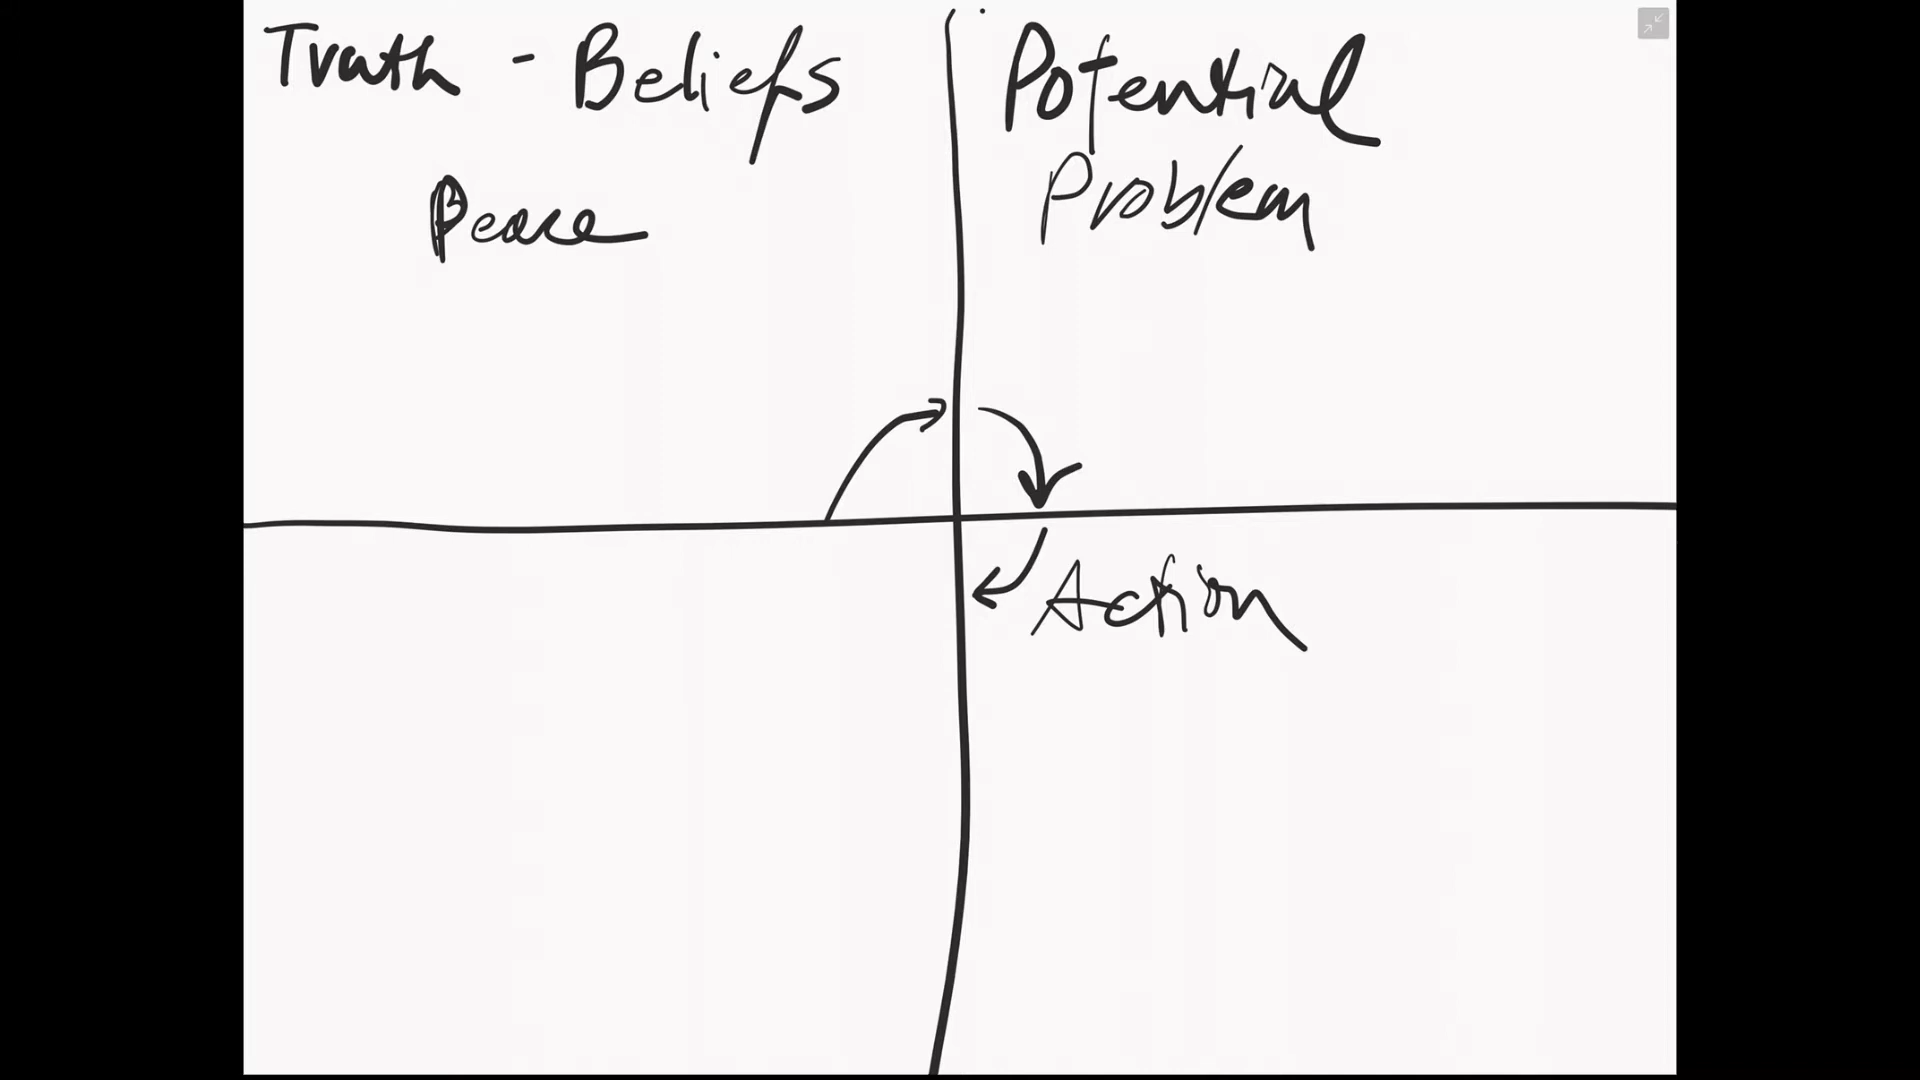 Truth - Beliefs
Peace
Potential
Problem
Action